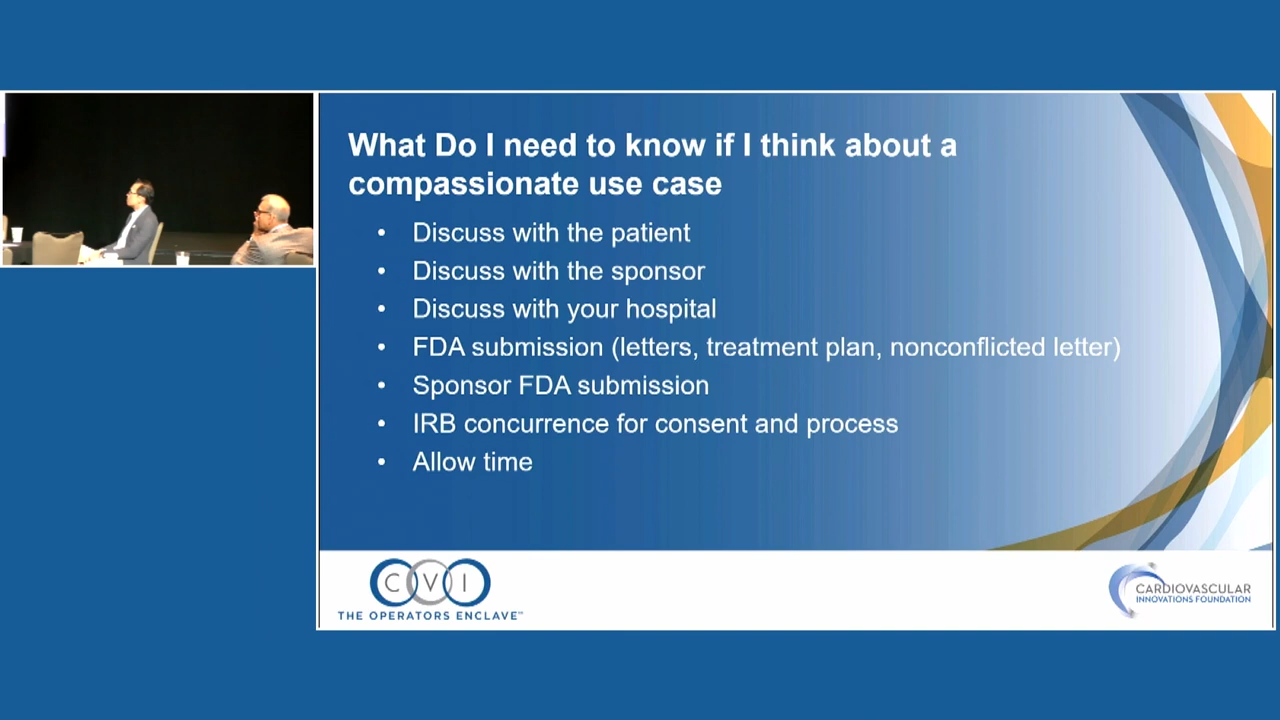 What Do I need to know if I think about a
compassionate use case
• Discuss with the patient
• Discuss with the sponsor
• Discuss with your hospital
• FDA submission (letters, treatment plan, nonconflicted letter)
• Sponsor FDA submission
• IRB concurrence for consent and process
• Allow time
CVI
THE OPERATORS ENCLAVE™
CARDIOVASCULAR
INNOVATIONS FOUNDATION